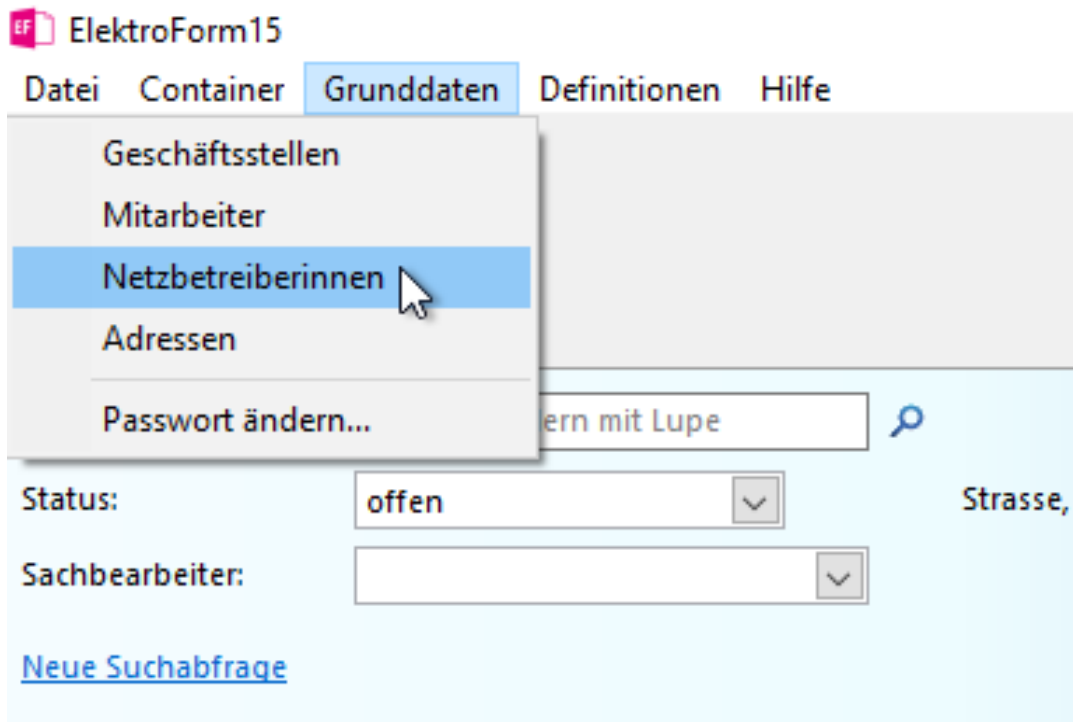 EF ElektroForm15
Datei Container Grunddaten Definitionen Hilfe
Geschäftsstellen
Mitarbeiter
Netzbetreiberinnen
Adressen
Passwort ändern...
mit Lupe
Status: offen Strasse,
Sachbearbeiter:
Neue Suchabfrage